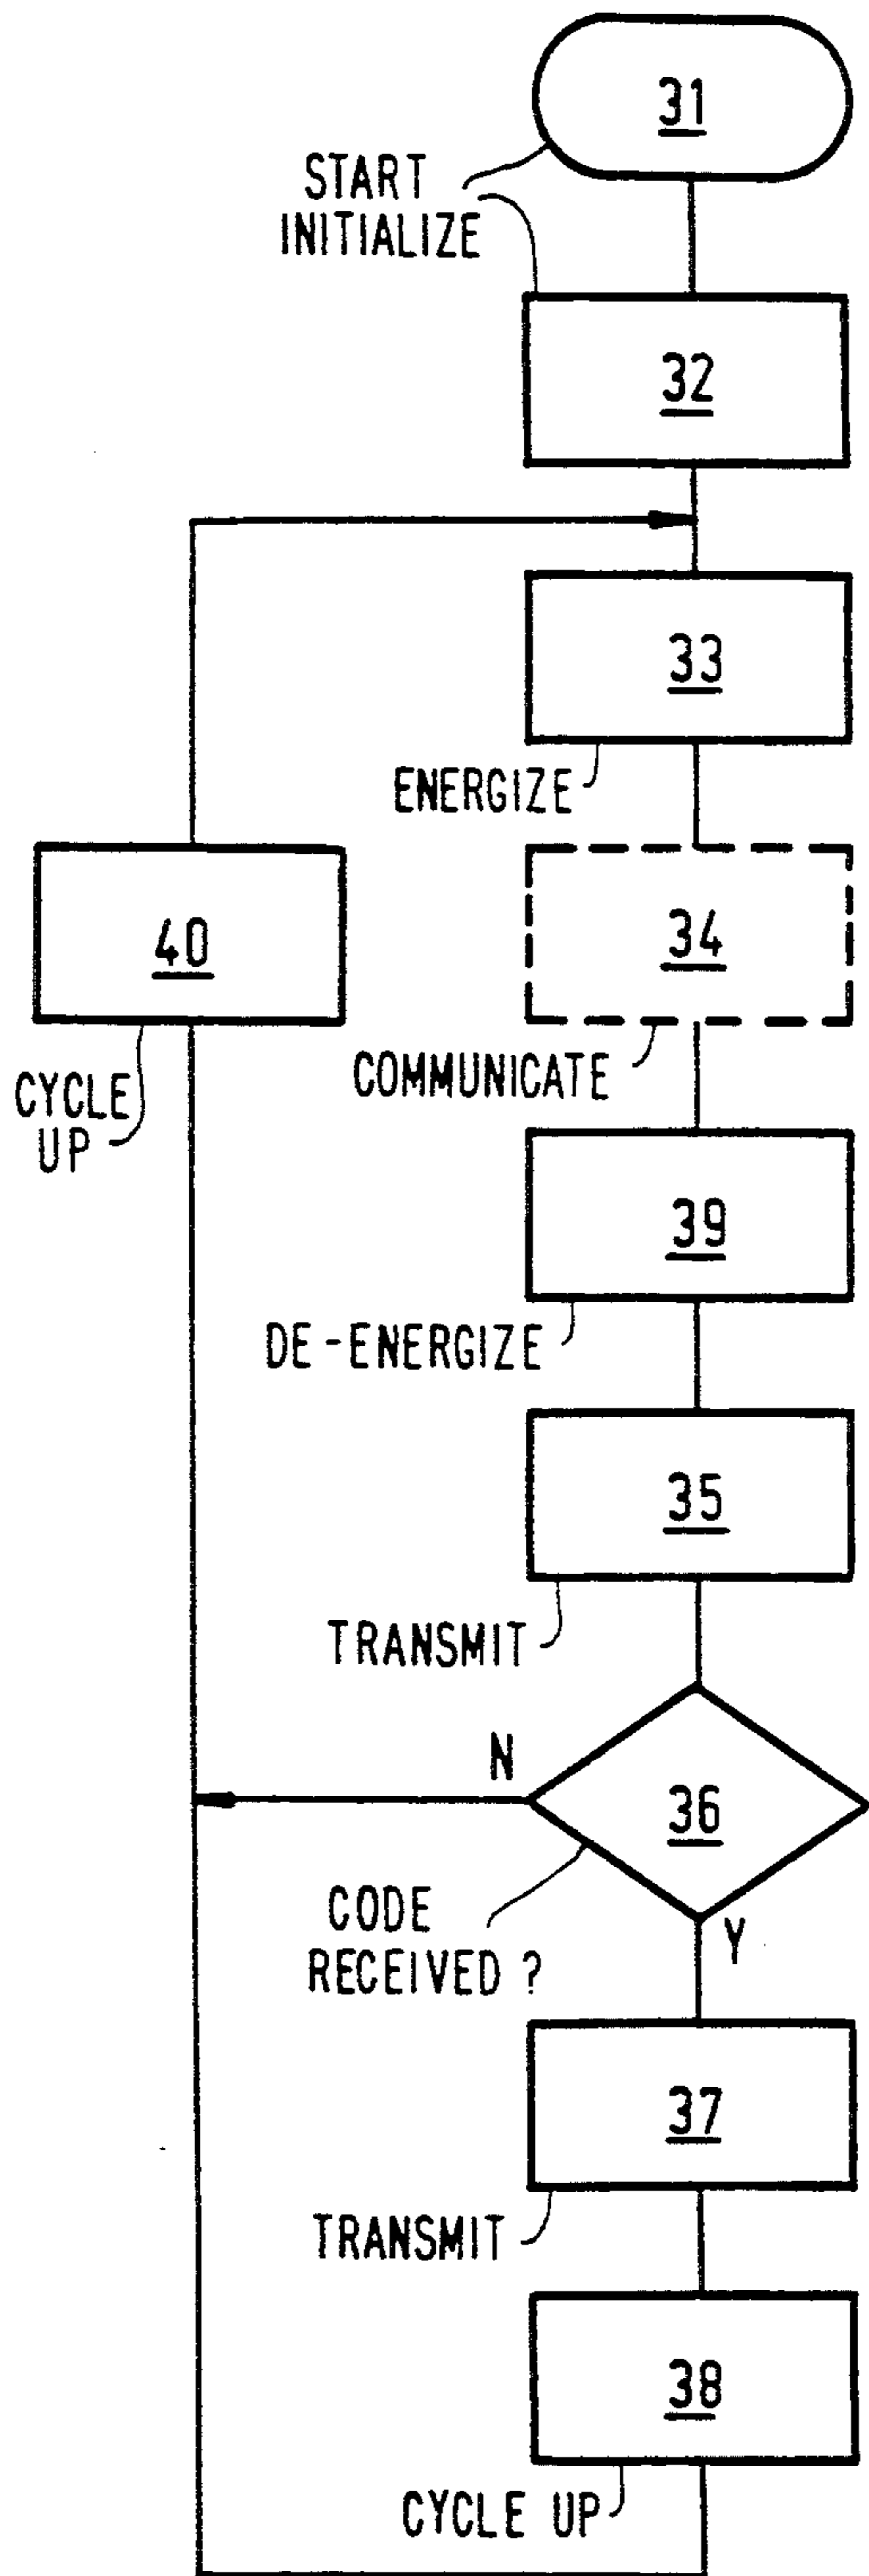 31
START
INITIALIZE
32
33
ENERGIZE
40
34
CYCLE
UP
COMMUNICATE
39
DE-ENERGIZE
35
TRANSMIT
N
36
CODE
RECEIVED ?
Y
37
TRANSMIT
38
CYCLE UP